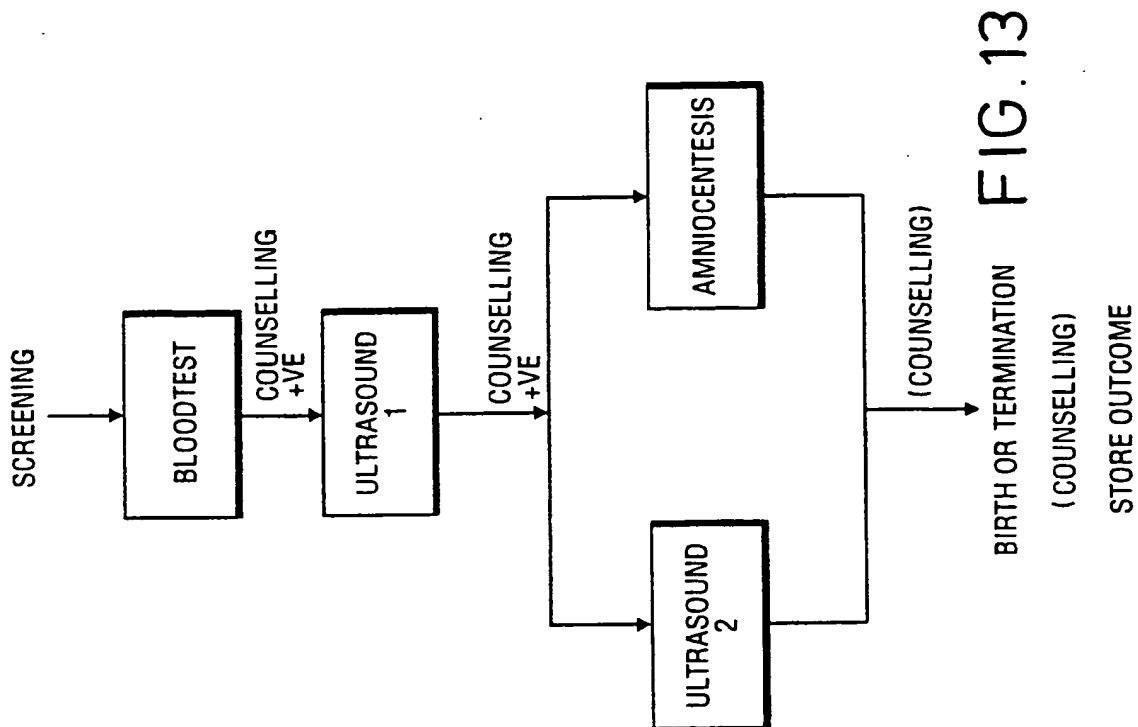 SCREENING
BLOODTEST
COUNSELLING
+VE
ULTRASOUND
1
COUNSELLING
+VE
ULTRASOUND
2
AMNIOCENTESIS
(COUNSELLING)
BIRTH OR TERMINATION
(COUNSELLING)
STORE OUTCOME
FIG.13